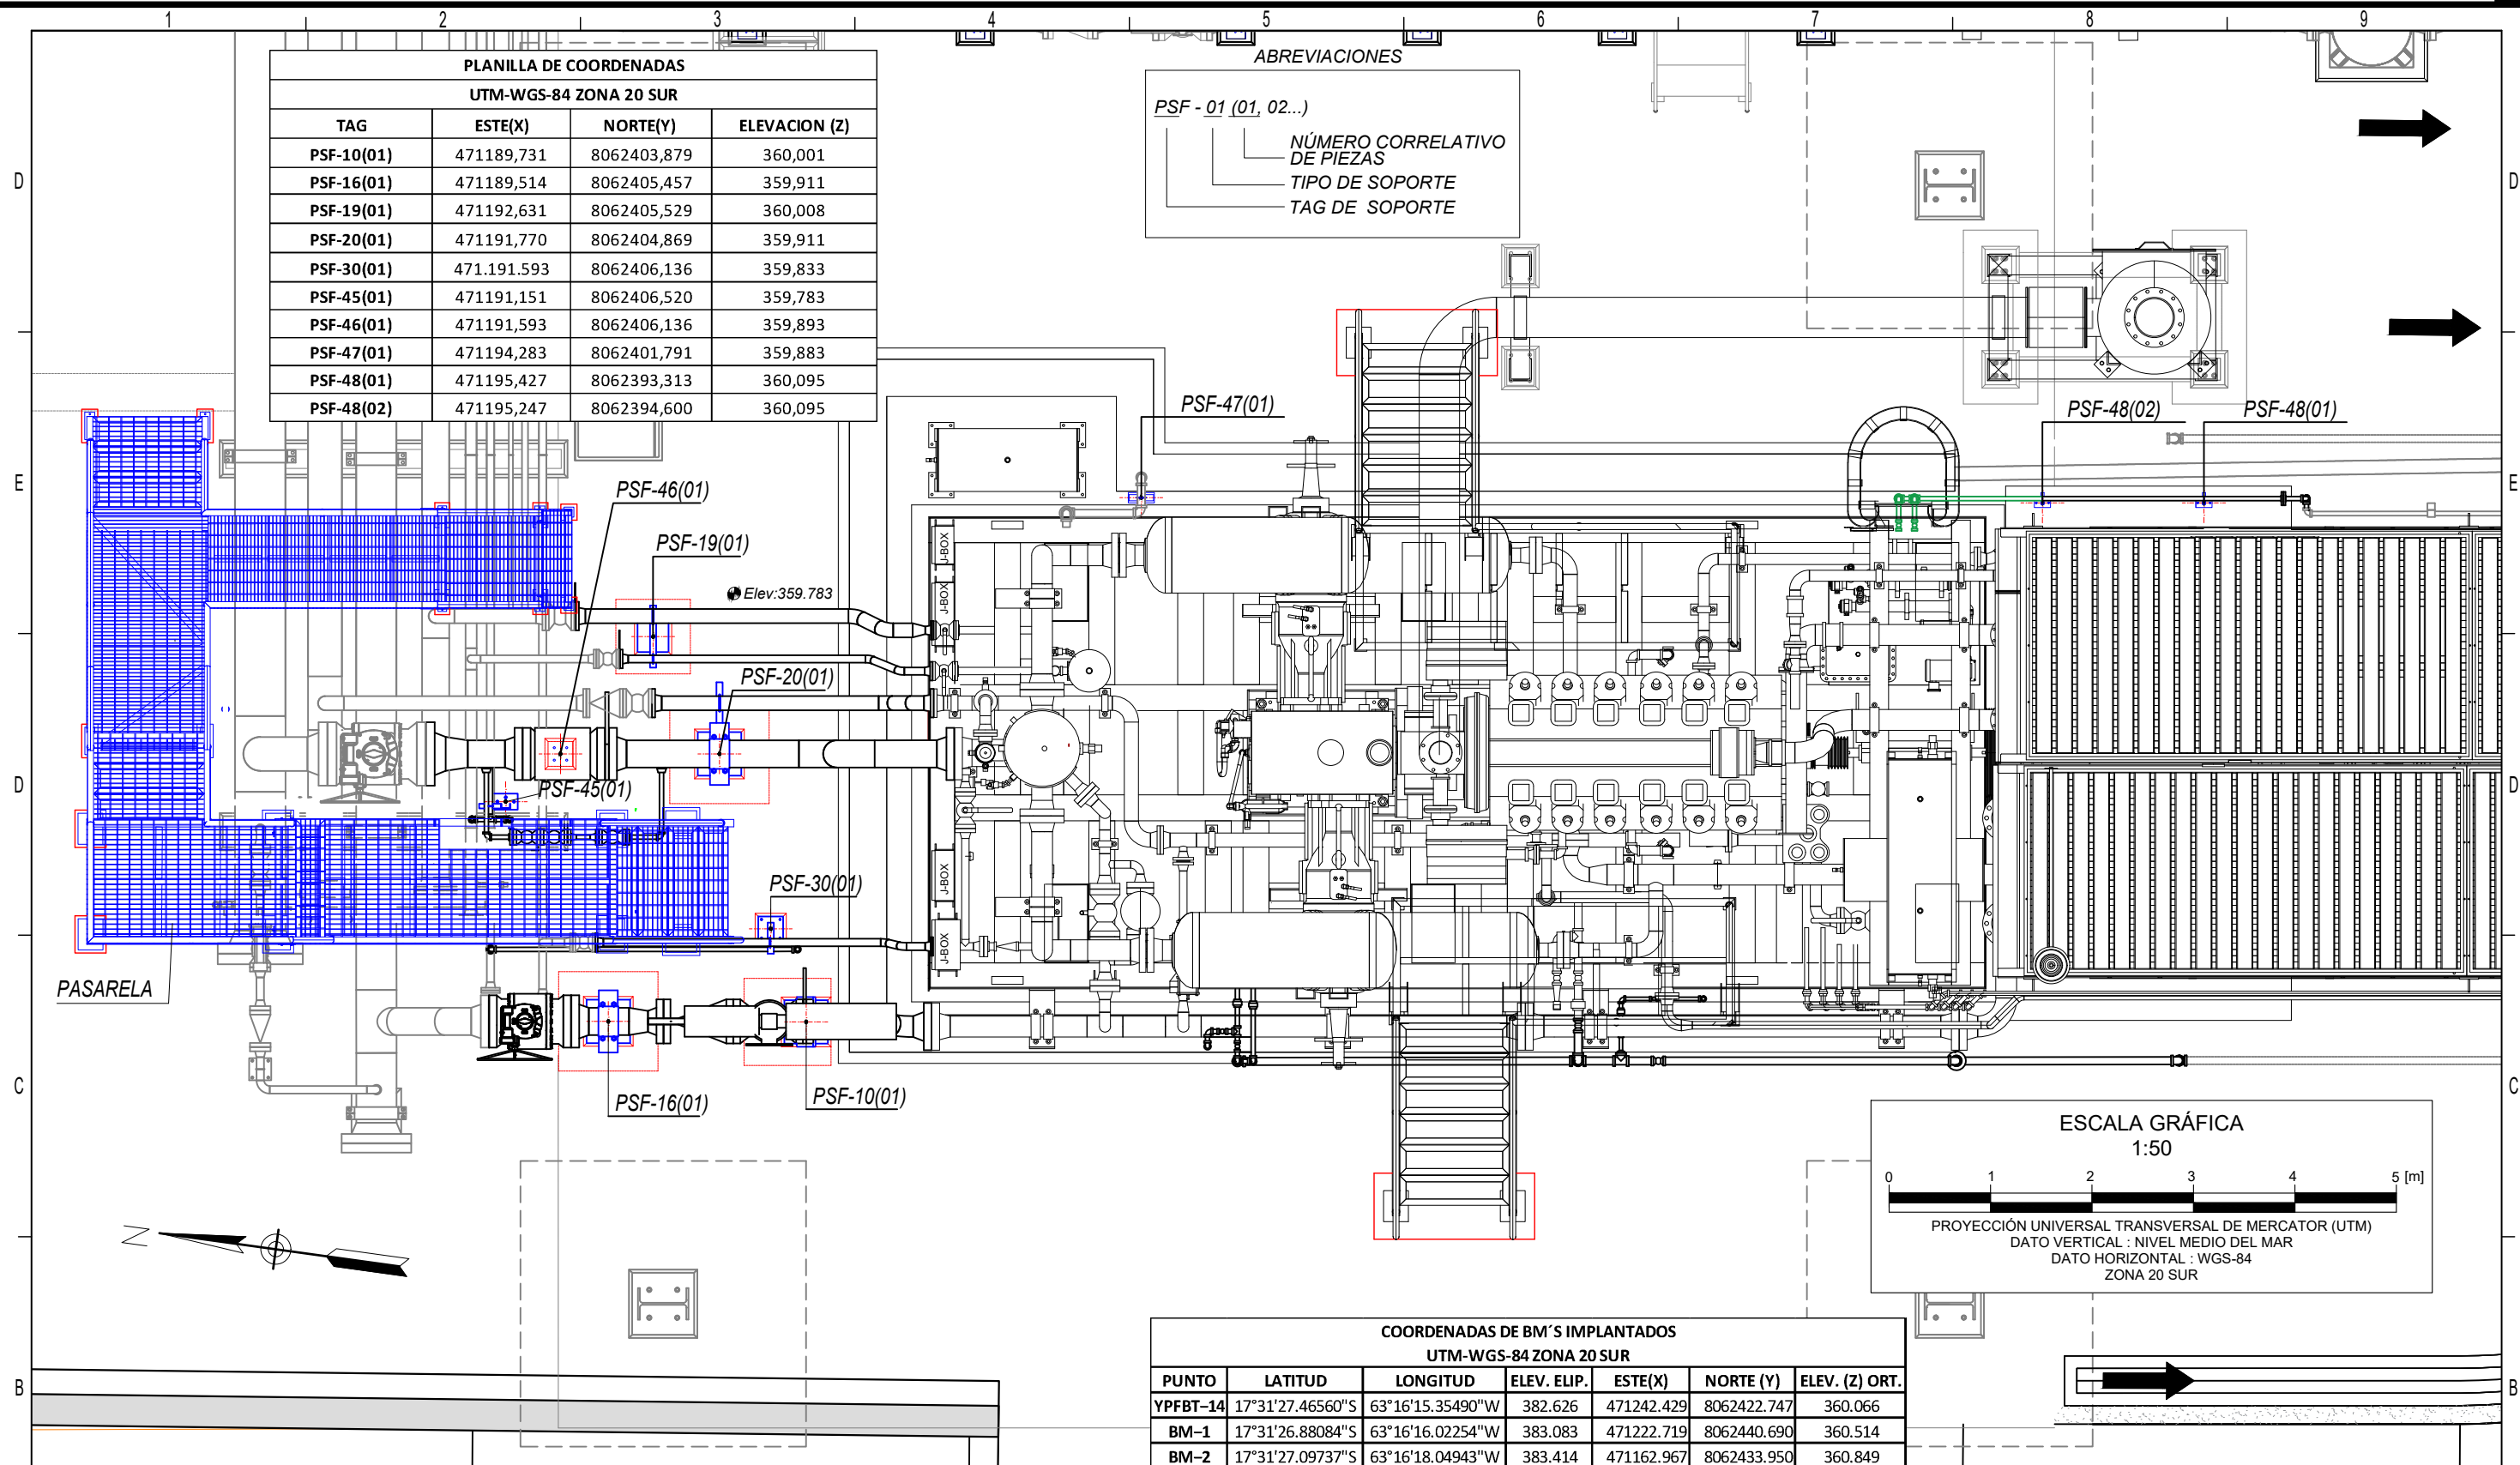 1 2 3 4 5 6 7 8 9
PLANILLA DE COORDENADAS
UTM-WGS-84 ZONA 20 SUR
TAG ESTE(X) NORTE(Y) ELEVACION (Z)
PSF-10(01) 471189,731 8062403,879 360,001
PSF-16(01) 471189,514 8062405,457 359,911
PSF-19(01) 471192,631 8062405,529 360,008
PSF-20(01) 471191,770 8062404,869 359,911
PSF-30(01) 471.191.593 8062406,136 359,833
PSF-45(01) 471191,151 8062406,520 359,783
PSF-46(01) 471191,593 8062406,136 359,893
PSF-47(01) 471194,283 8062401,791 359,883
PSF-48(01) 471195,427 8062393,313 360,095
PSF-48(02) 471195,247 8062394,600 360,095
ABREVIACIONES
PSF - 01 (01, 02...)
NÚMERO CORRELATIVO
DE PIEZAS
TIPO DE SOPORTE
TAG DE SOPORTE
D D
PSF-47(01)
PSF-48(02) PSF-48(01)
E E
PSF-46(01)
PSF-19(01)
J-BOX
Elev:359.783
J-BOX
PSF-20(01)
D D
PSF-45(01)
PSF-30(01)
J-BOX
J-BOX
PASARELA
PSF-16(01)
PSF-10(01)
C C
ESCALA GRÁFICA
1:50
0 1 2 3 4 5 [m]
PROYECCIÓN UNIVERSAL TRANSVERSAL DE MERCATOR (UTM)
DATO VERTICAL : NIVEL MEDIO DEL MAR
DATO HORIZONTAL : WGS-84
ZONA 20 SUR
N
COORDENADAS DE BM´S IMPLANTADOS
UTM-WGS-84 ZONA 20 SUR
B B
PUNTO LATITUD LONGITUD ELEV. ELIP. ESTE(X) NORTE (Y) ELEV. (Z) ORT.
YPFBT–14 17°31'27.46560"S 63°16'15.35490"W 382.626 471242.429 8062422.747 360.066
BM–1 17°31'26.88084"S 63°16'16.02254"W 383.083 471222.719 8062440.690 360.514
BM–2 17°31'27.09737"S 63°16'18.04943"W 383.414 471162.967 8062433.950 360.849